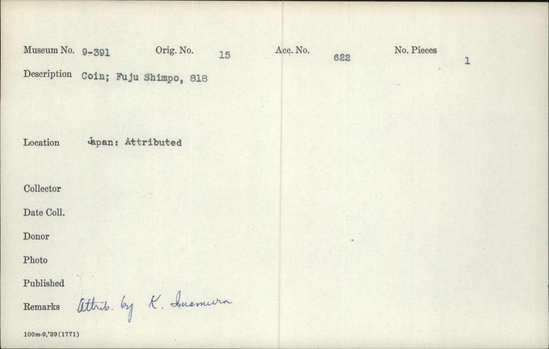 Museum No. 9-391 Orig. No. 15 Acc. No. 622 No. Pieces 1
Description Coin; Fuju Shimpo, 818
Location Japan: Attributed
Collector
Date Coll.
Donor
Photo
Published
Remarks Attrib. by K. Inumura
100m-9,'39(1771)